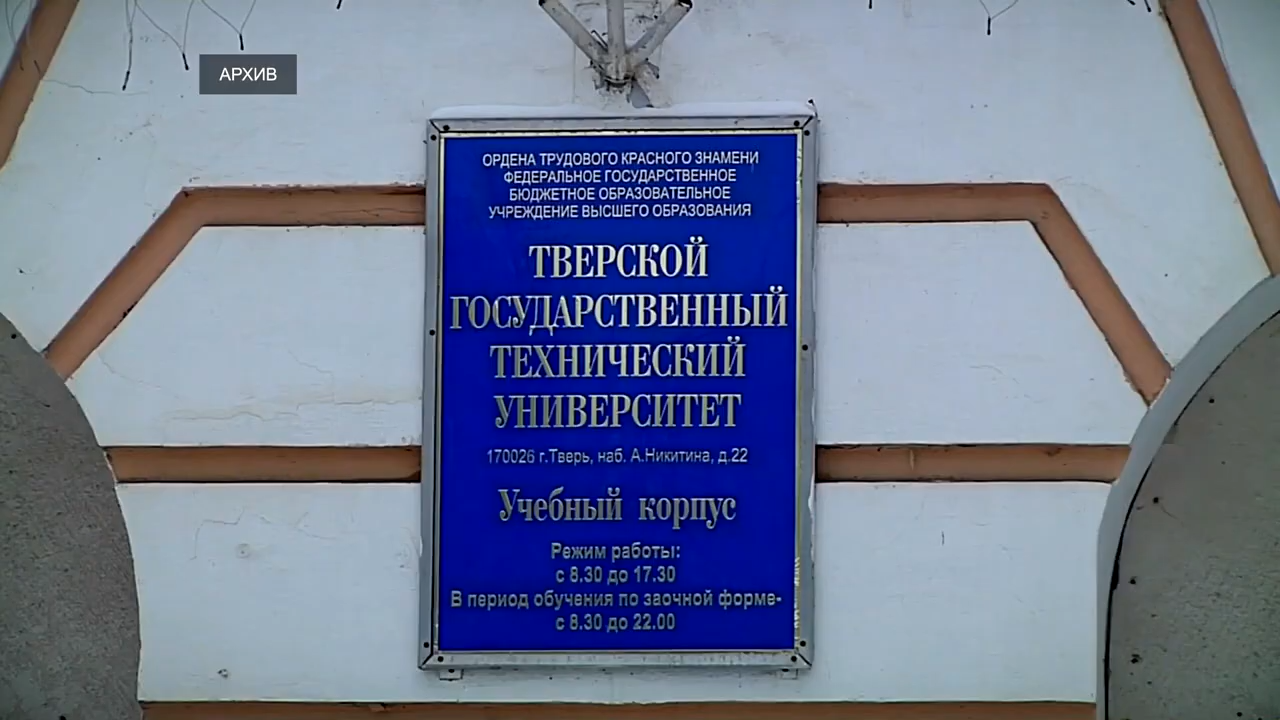 АРХИВ
ОРДЕНА ТРУДОВОГО КРАСНОГО ЗНАМЕНИ
ФЕДЕРАЛЬНОЕ ГОСУДАРСТВЕННОЕ
БЮДЖЕТНОЕ ОБРАЗОВАТЕЛЬНОЕ
УЧРЕЖДЕНИЕ ВЫСШЕГО ОБРАЗОВАНИЯ
ТВЕРСКОЙ
ГОСУДАРСТВЕННЫЙ
ТЕХНИЧЕСКИЙ
УНИВЕРСИТЕТ
170026 г.Тверь, наб. А.Никитина, д.22
Учебный корпус
Режим работы:
с 8.30 до 17.30
В период обучения по заочной форме-
с 8.30 до 22.00